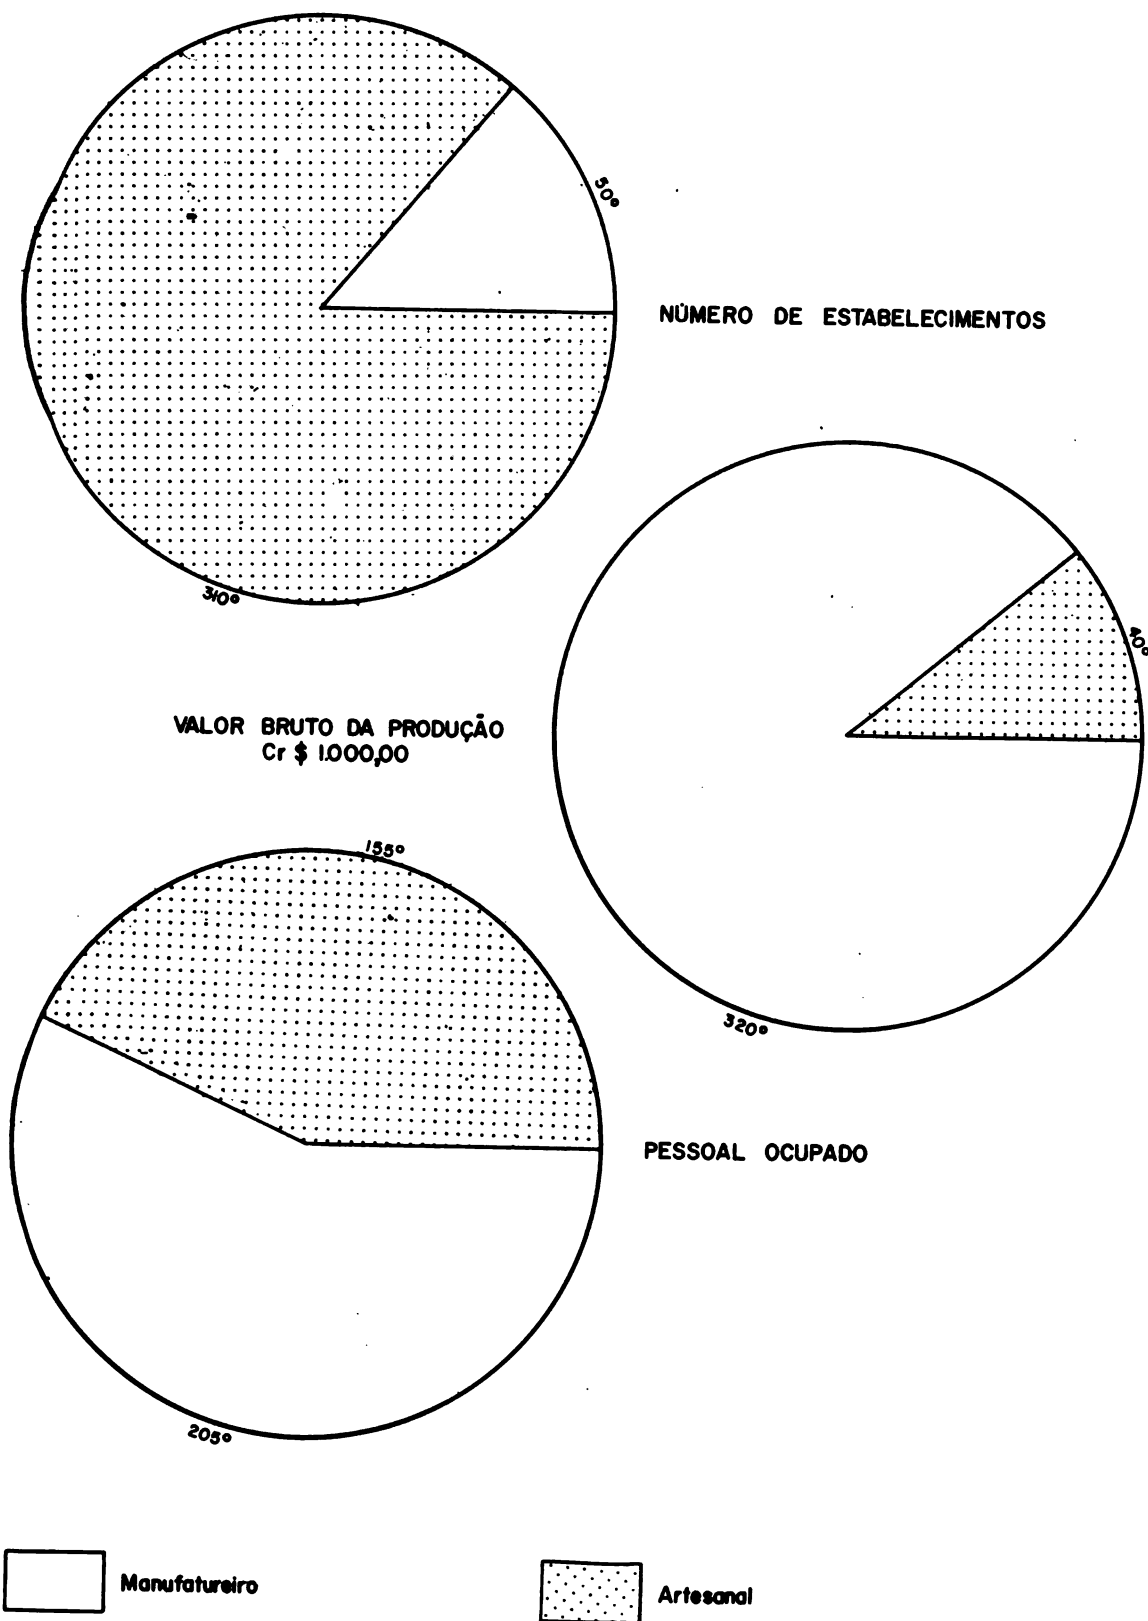 50°
NÚMERO DE ESTABELECIMENTOS
310°
40°
VALOR BRUTO DA PRODUÇÃO
Cr $ 1.000,00
320°
155°
PESSOAL OCUPADO
205°
Manufatureiro
Artesanal